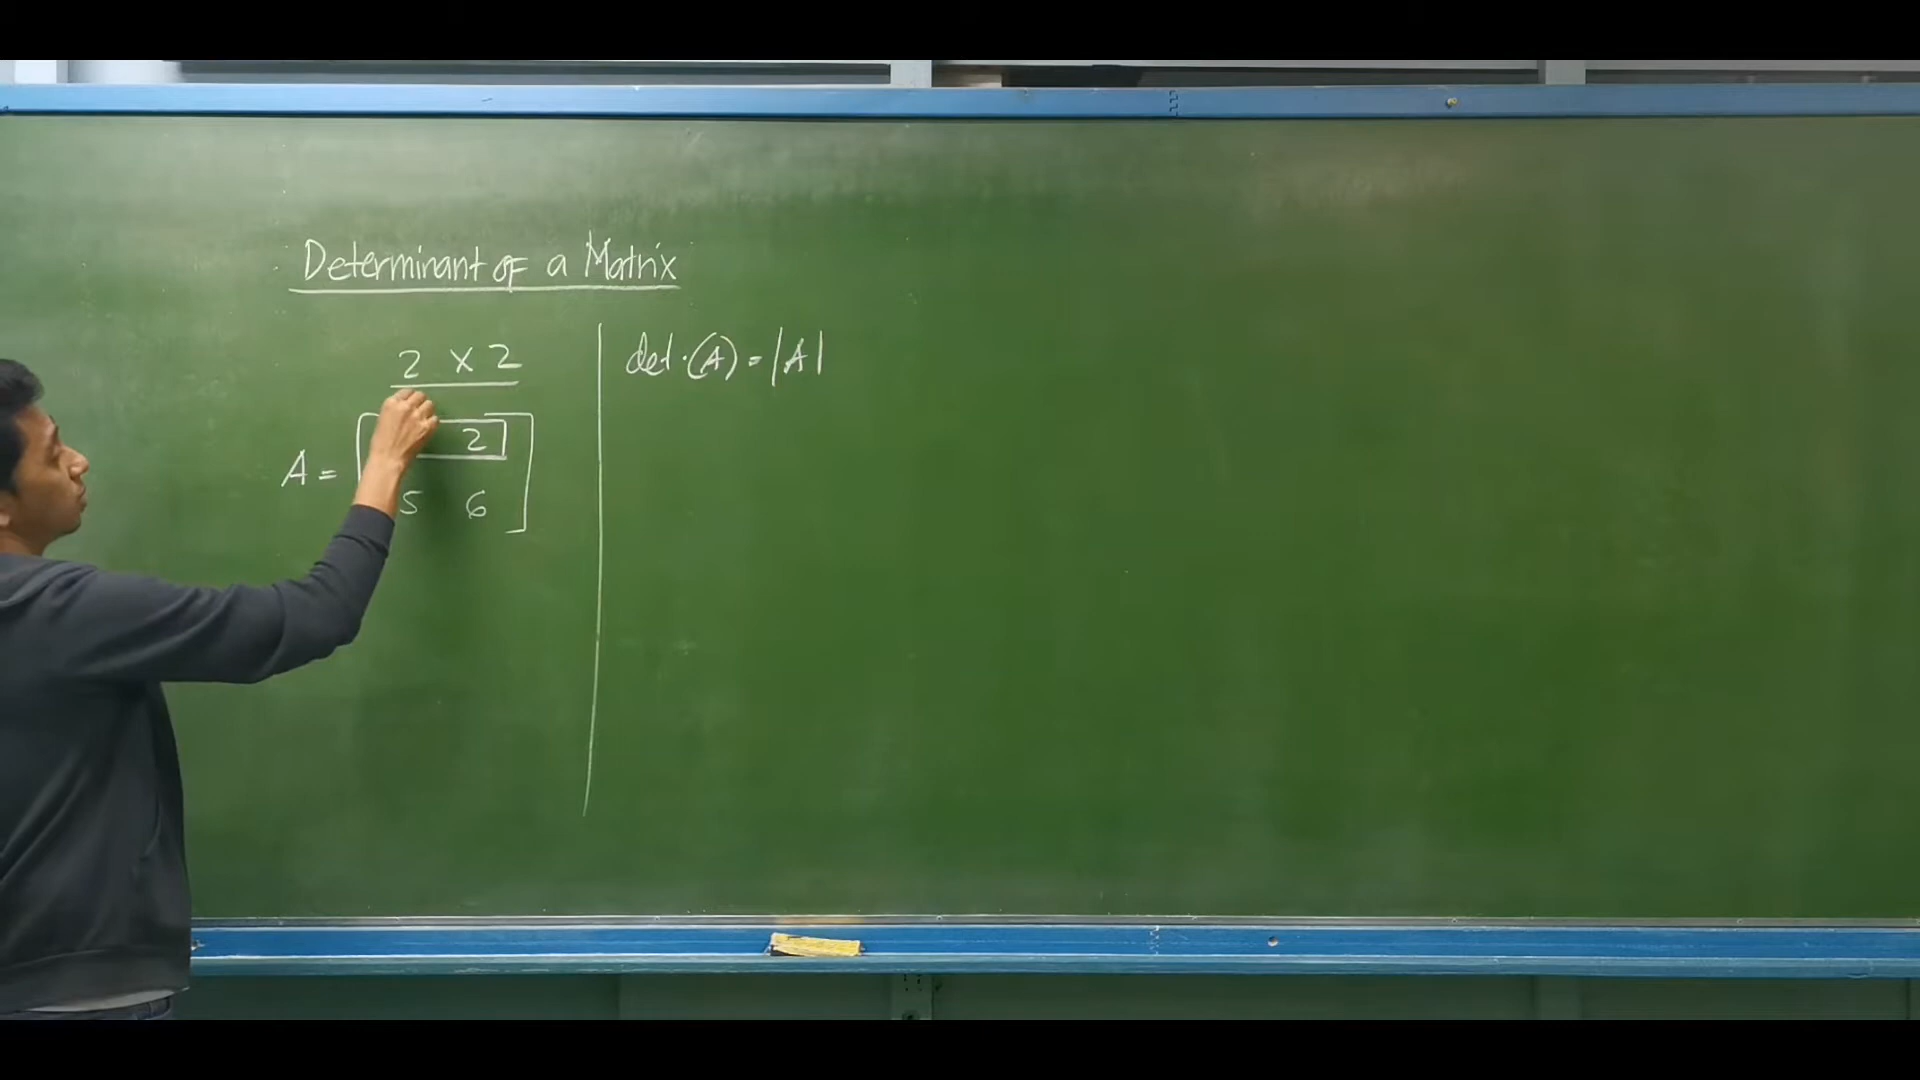 Determinant of a Matrix
2 x 2
det.(A) = |A|
A =
2
5 6